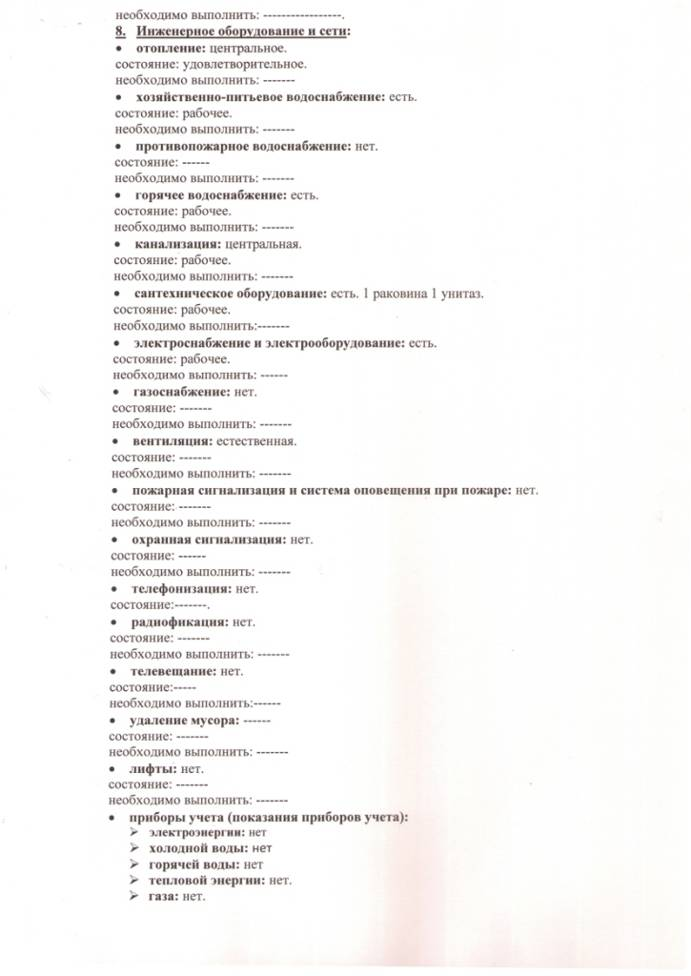 необходимо выполнить: -----------------.
8. Инженерное оборудование и сети:
• отопление: центральное.
состояние: удовлетворительное.
необходимо выполнить: -------
• хозяйственно-питьевое водоснабжение: есть.
состояние: рабочее.
необходимо выполнить: -------
• противопожарное водоснабжение: нет.
состояние: ------
необходимо выполнить: -------
• горячее водоснабжение: есть.
состояние: рабочее.
необходимо выполнить: -------
• канализация: центральная.
состояние: рабочее.
необходимо выполнить: -------
• сантехническое оборудование: есть. 1 раковина 1 унитаз.
состояние: рабочее.
необходимо выполнить:-------
• электроснабжение и электрооборудование: есть.
состояние: рабочее.
необходимо выполнить: ------
• газоснабжение: нет.
состояние: -------
необходимо выполнить: -------
• вентиляция: естественная.
состояние: -------
необходимо выполнить: -------
• пожарная сигнализация и система оповещения при пожаре: нет.
состояние: -------
необходимо выполнить: -------
• охранная сигнализация: нет.
состояние: ------
необходимо выполнить: -------
• телефонизация: нет.
состояние:-------.
• радиофикация: нет.
состояние: -------
необходимо выполнить: -------
• телевещание: нет.
состояние:-----
необходимо выполнить:------
• удаление мусора: ------
состояние: -------
необходимо выполнить: -------
• лифты: нет.
состояние: -------
необходимо выполнить: -------
• приборы учета (показания приборов учета):
➢ электроэнергии: нет
➢ холодной воды: нет
➢ горячей воды: нет
➢ тепловой энергии: нет.
➢ газа: нет.